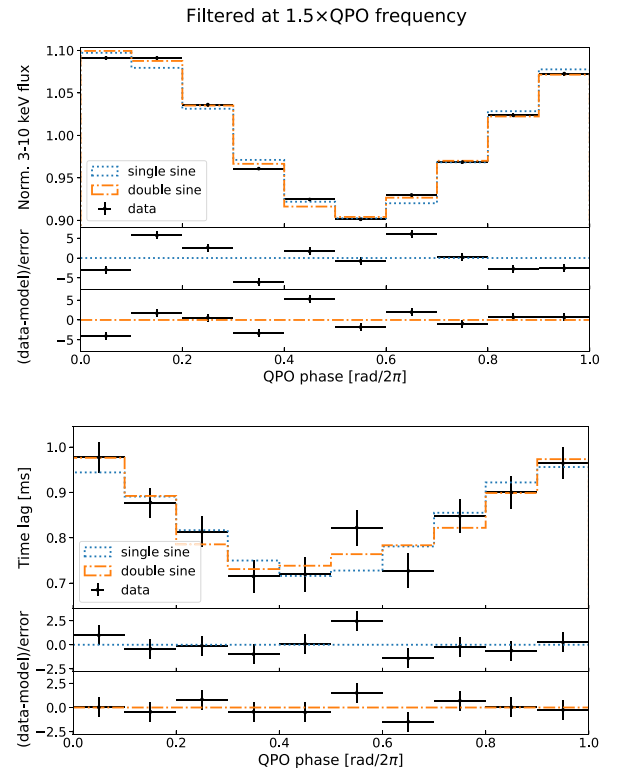 Filtered at 1.5×QPO frequency
1.10
1.05
1.00
0.95
0.90
Norm. 3-10 keV flux
single sine
double sine
data
5
0
−5
5
0
−5
(data-model)/error
0.0
0.2
0.4
0.6
0.8
1.0
QPO phase [rad/2π]
1.0
0.9
0.8
0.7
Time lag [ms]
single sine
double sine
data
2.5
0.0
−2.5
2.5
0.0
−2.5
(data-model)/error
0.0
0.2
0.4
0.6
0.8
1.0
QPO phase [rad/2π]